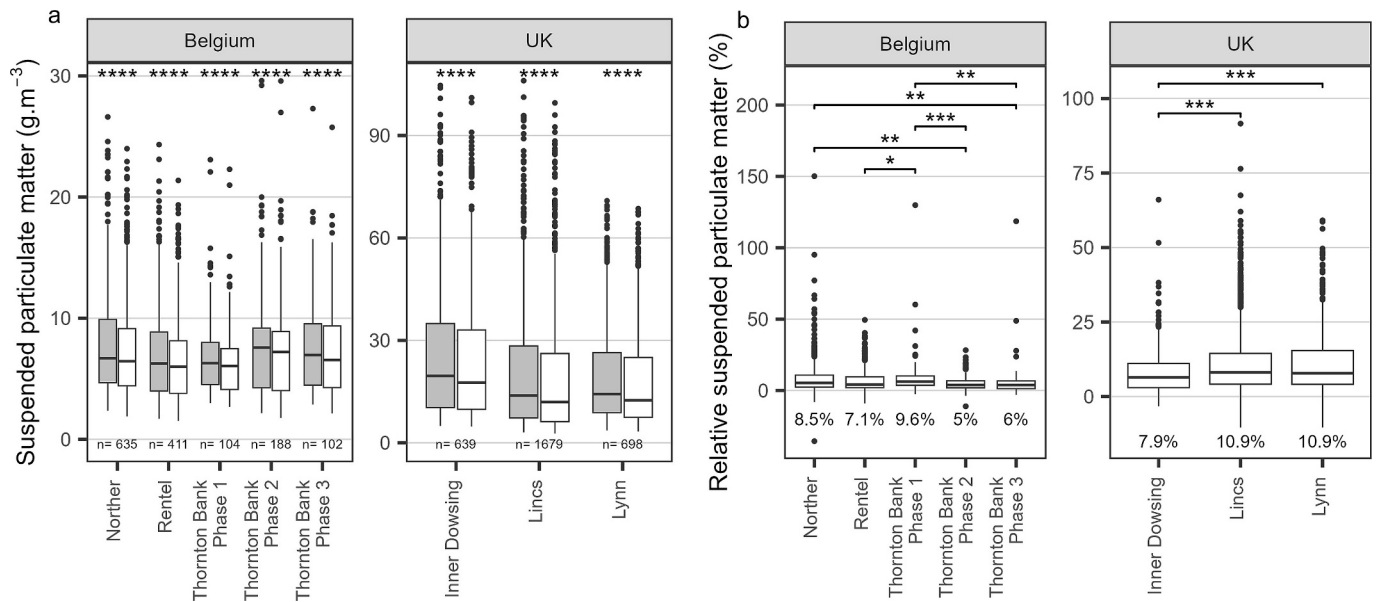 a
Belgium
UK
Suspended particulate matter (g.m⁻³)
30
20
10
0
**** **** **** **** ****
n= 635 n= 411 n= 104 n= 188 n= 102
Norther
Rentel
Thornton Bank
Phase 1
Thornton Bank
Phase 2
Thornton Bank
Phase 3
90
60
30
0
**** **** ****
n= 639 n= 1679 n= 698
Inner Dowsing
Lincs
Lynn
b
Belgium
UK
Relative suspended particulate matter (%)
200
150
100
50
0
**
**
***
**
*
8.5% 7.1% 9.6% 5% 6%
Norther
Rentel
Thornton Bank
Phase 1
Thornton Bank
Phase 2
Thornton Bank
Phase 3
100
75
50
25
0
***
***
7.9% 10.9% 10.9%
Inner Dowsing
Lincs
Lynn